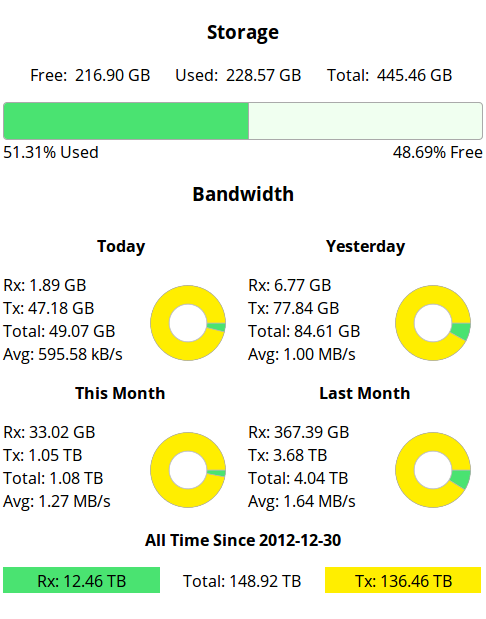 Storage
Free: 216.90 GB Used: 228.57 GB Total: 445.46 GB
51.31% Used 48.69% Free
Bandwidth
Today
Rx: 1.89 GB
Tx: 47.18 GB
Total: 49.07 GB
Avg: 595.58 kB/s
Yesterday
Rx: 6.77 GB
Tx: 77.84 GB
Total: 84.61 GB
Avg: 1.00 MB/s
This Month
Rx: 33.02 GB
Tx: 1.05 TB
Total: 1.08 TB
Avg: 1.27 MB/s
Last Month
Rx: 367.39 GB
Tx: 3.68 TB
Total: 4.04 TB
Avg: 1.64 MB/s
All Time Since 2012-12-30
Rx: 12.46 TB Total: 148.92 TB Tx: 136.46 TB